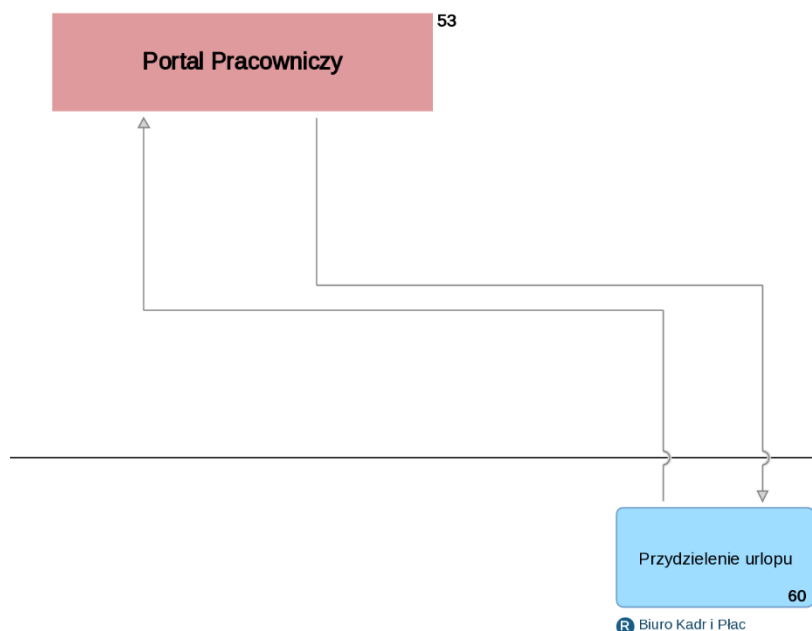 53
Portal Pracowniczy
Przydzielenie urlopu
60
R Biuro Kadr i Płac